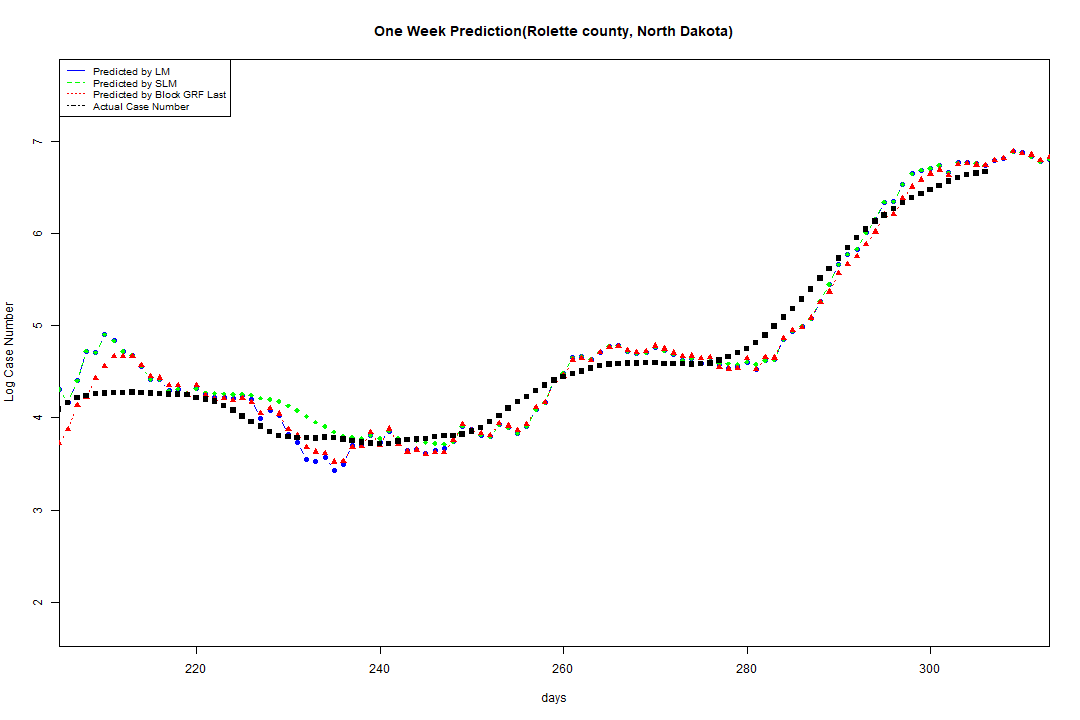 One Week Prediction(Rolette county, North Dakota)
Predicted by LM
Predicted by SLM
Predicted by Block GRF Last
Actual Case Number
7
6
5
4
3
2
Log Case Number
220 240 260 280 300
days